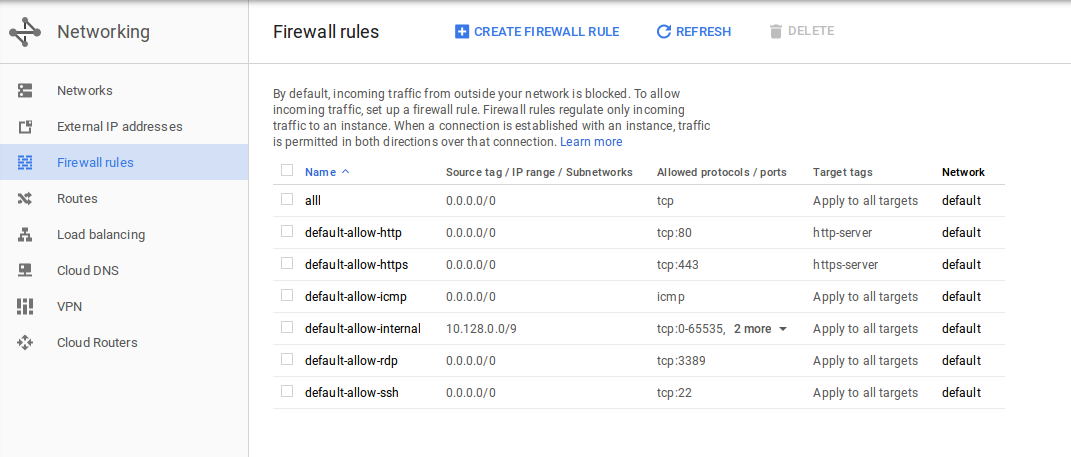 Networking
Firewall rules
CREATE FIREWALL RULE
REFRESH
DELETE
Networks
External IP addresses
Firewall rules
Routes
Load balancing
Cloud DNS
VPN
Cloud Routers
By default, incoming traffic from outside your network is blocked. To allow
incoming traffic, set up a firewall rule. Firewall rules regulate only incoming
traffic to an instance. When a connection is established with an instance, traffic
is permitted in both directions over that connection. Learn more
Name Source tag / IP range / Subnetworks Allowed protocols / ports Target tags Network
alll 0.0.0.0/0 tcp Apply to all targets default
default-allow-http 0.0.0.0/0 tcp:80 http-server default
default-allow-https 0.0.0.0/0 tcp:443 https-server default
default-allow-icmp 0.0.0.0/0 icmp Apply to all targets default
default-allow-internal 10.128.0.0/9 tcp:0-65535, 2 more Apply to all targets default
default-allow-rdp 0.0.0.0/0 tcp:3389 Apply to all targets default
default-allow-ssh 0.0.0.0/0 tcp:22 Apply to all targets default